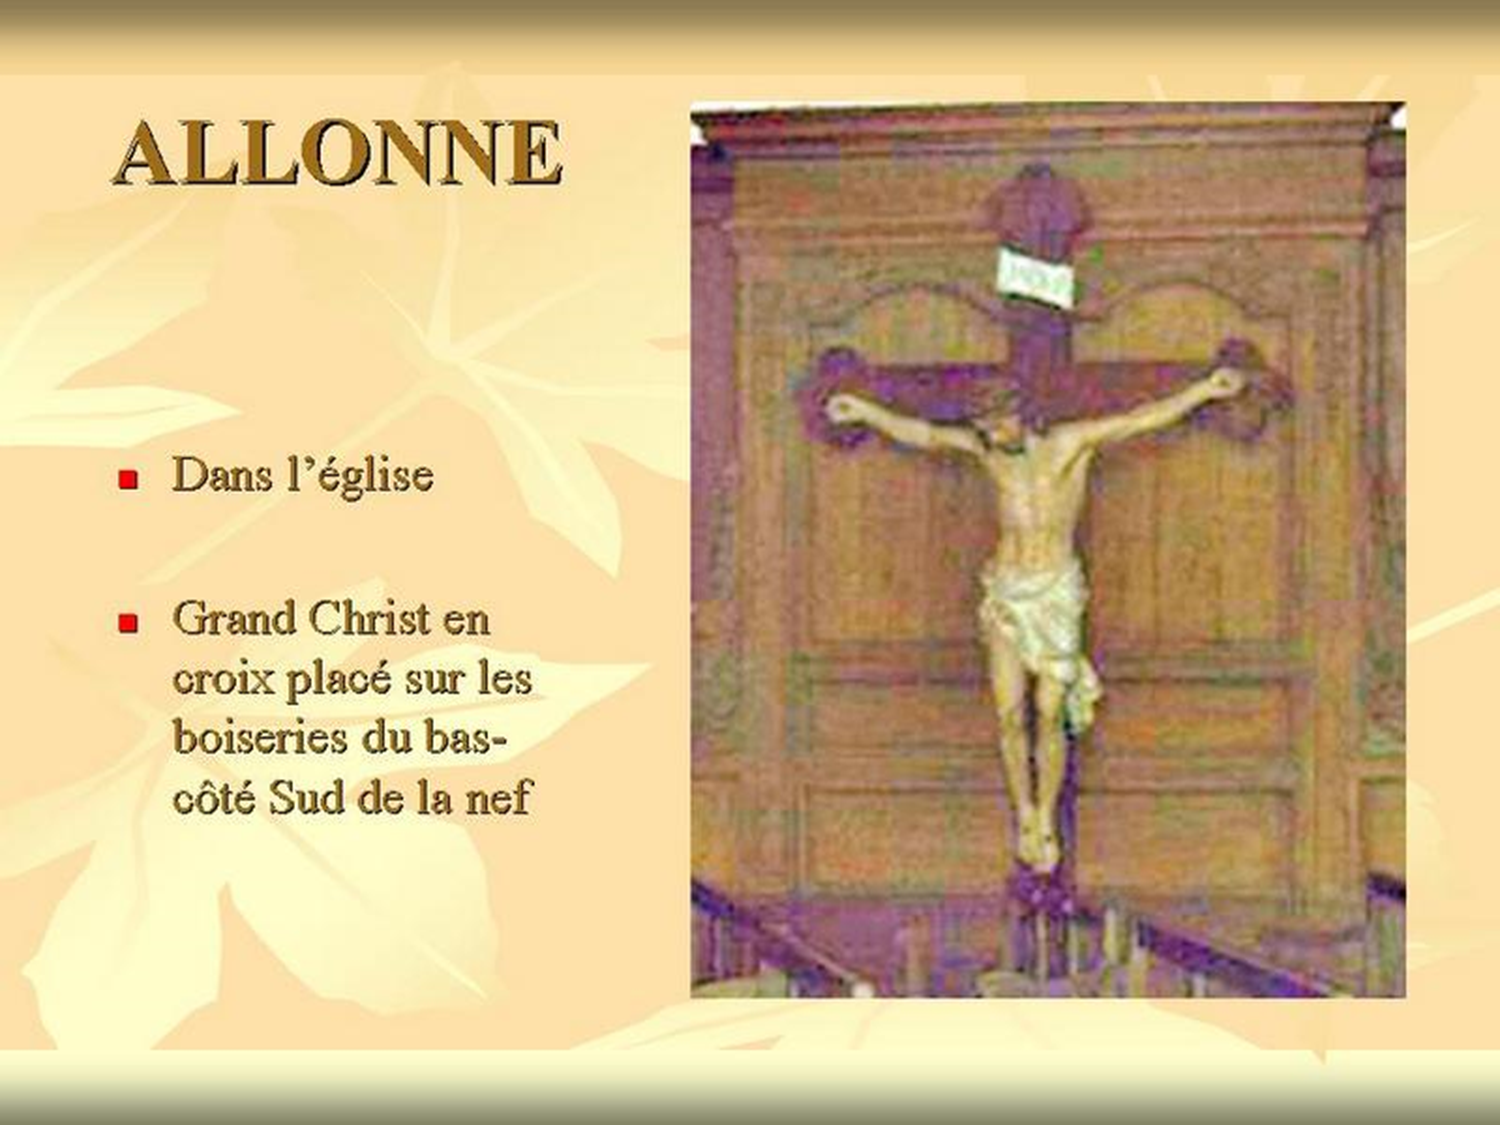 ALLONNE
Dans l’église
Grand Christ en
croix placé sur les
boiseries du bas-
côté Sud de la nef